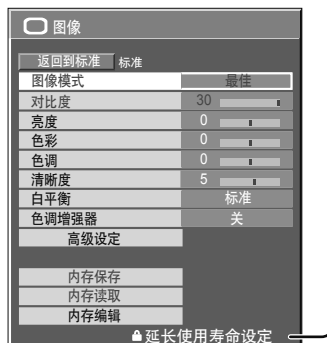 图像
返回到标准 标准
图像模式 最佳
对比度 30
亮度 0
色彩 0
色调 0
清晰度 5
白平衡 标准
色调增强器 关
高级设定
内存保存
内存读取
内存编辑
延长使用寿命设定